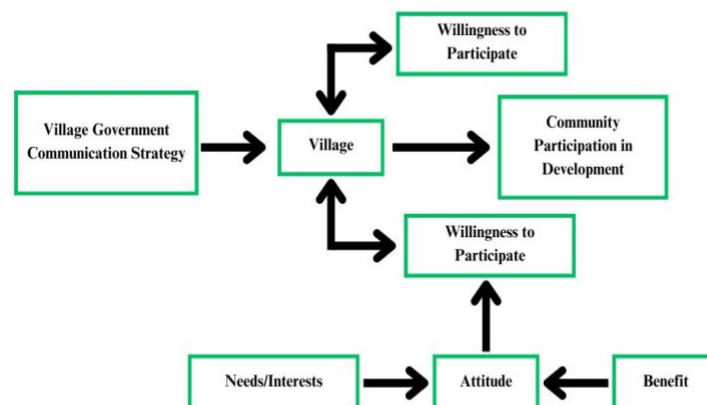 Willingness to
Participate
Village Government
Communication Strategy
Village
Community
Participation in
Development
Willingness to
Participate
Needs/Interests
Attitude
Benefit